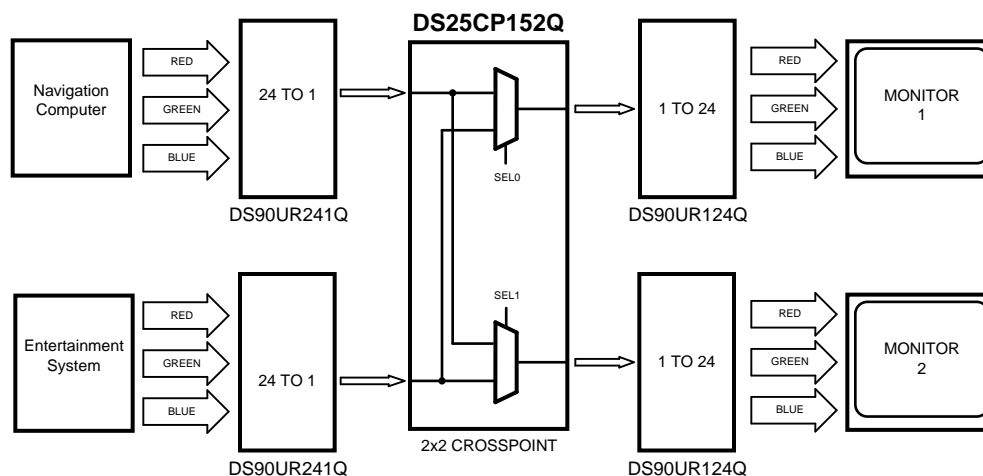 DS25CP152Q
Navigation
Computer
RED
GREEN
BLUE
24 TO 1
DS90UR241Q
SEL0
1 TO 24
DS90UR124Q
RED
GREEN
BLUE
MONITOR
1
Entertainment
System
RED
GREEN
BLUE
24 TO 1
DS90UR241Q
SEL1
2x2 CROSSPOINT
1 TO 24
DS90UR124Q
RED
GREEN
BLUE
MONITOR
2